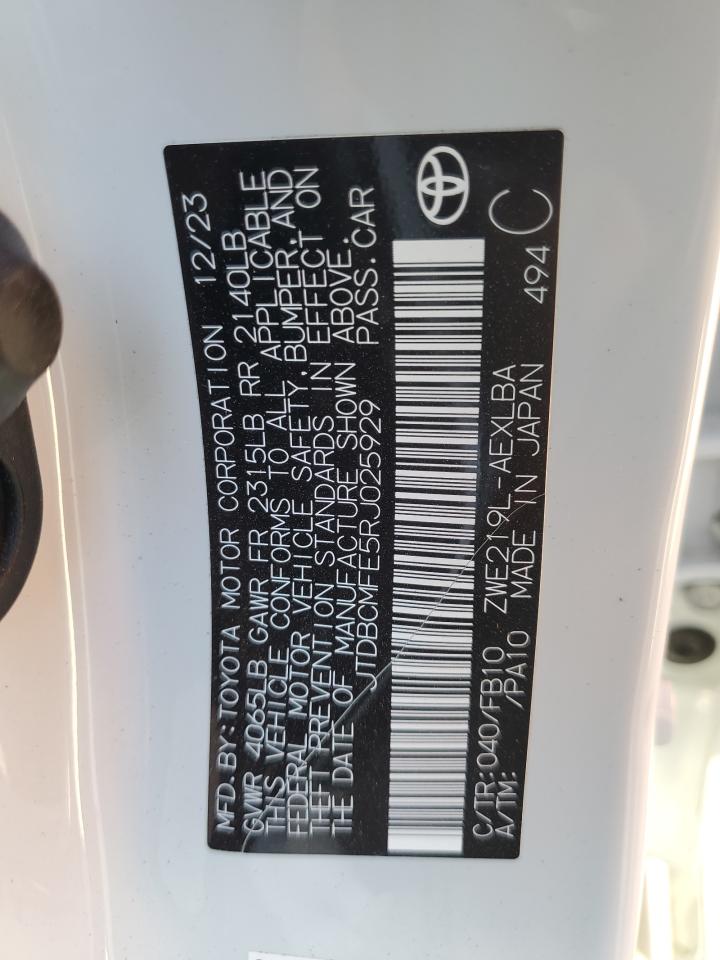 MFD.BY:TOYOTA MOTOR CORPORATION 12/23
GVWR 4065LB GAWR FR 2315LB RR 2140LB
THIS VEHICLE CONFORMS TO ALL APPLICABLE
FEDERAL MOTOR VEHICLE SAFETY,BUMPER,AND
THEFT PREVENTION STANDARDS IN EFFECT ON
THE DATE OF MANUFACTURE SHOWN ABOVE.
JTDBCMFE5RJ025929 PASS.CAR
C/TR:040/FB10 ZWE219L-AEXLBA
A/TM: /PA10 MADE IN JAPAN 494 C